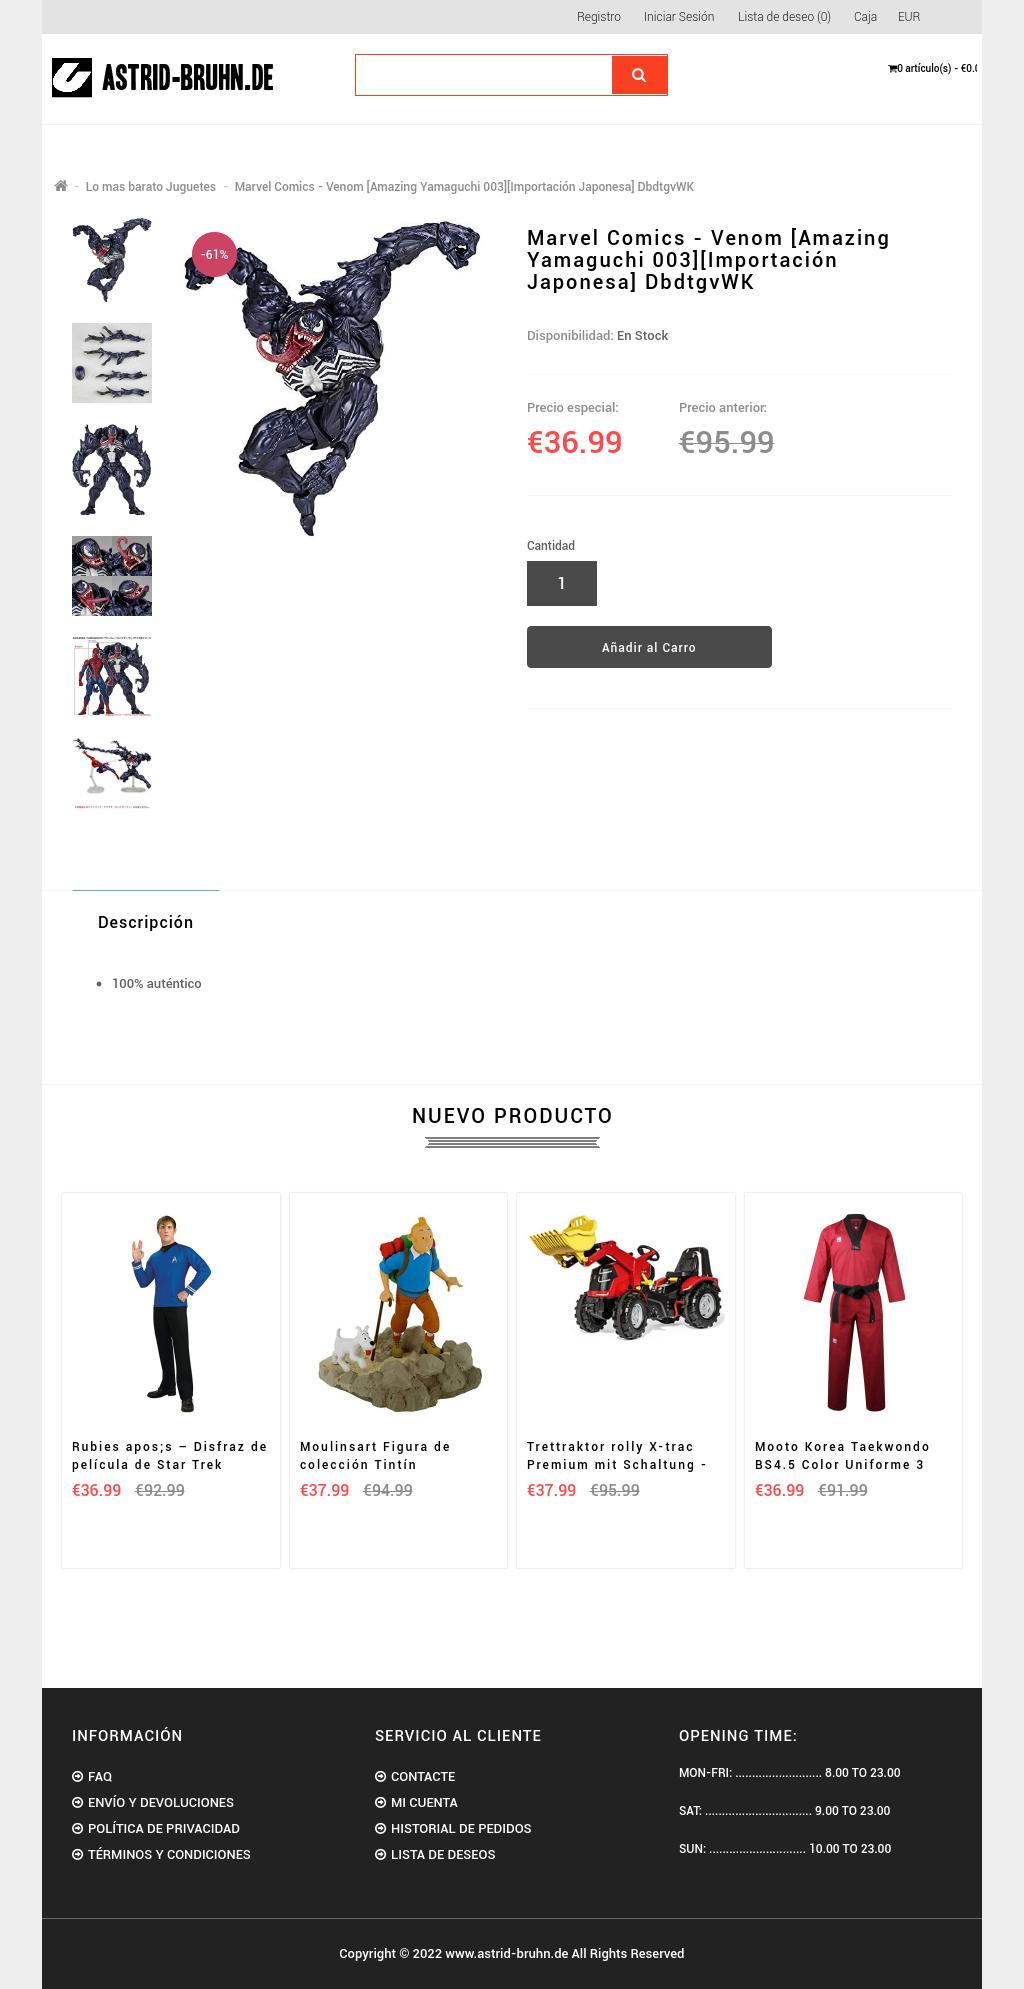 Registro Iniciar Sesión Lista de deseo (0) Caja EUR
ASTRID-BRUHN.DE
0 artículo(s) - €0.0
- Lo mas barato Juguetes - Marvel Comics - Venom [Amazing Yamaguchi 003][Importación Japonesa] DbdtgvWK
-61%
Marvel Comics - Venom [Amazing
Yamaguchi 003][Importación
Japonesa] DbdtgvWK
Disponibilidad: En Stock
Precio especial: Precio anterior:
€36.99 €95.99
Cantidad
1
Añadir al Carro
Descripción
• 100% auténtico
NUEVO PRODUCTO
Rubies apos;s – Disfraz de
película de Star Trek
€36.99 €92.99
Moulinsart Figura de
colección Tintín
€37.99 €94.99
Trettraktor rolly X-trac
Premium mit Schaltung -
€37.99 €95.99
Mooto Korea Taekwondo
BS4.5 Color Uniforme 3
€36.99 €91.99
INFORMACIÓN
FAQ
ENVÍO Y DEVOLUCIONES
POLÍTICA DE PRIVACIDAD
TÉRMINOS Y CONDICIONES
SERVICIO AL CLIENTE
CONTACTE
MI CUENTA
HISTORIAL DE PEDIDOS
LISTA DE DESEOS
OPENING TIME:
MON-FRI: .......................... 8.00 TO 23.00
SAT: ................................ 9.00 TO 23.00
SUN: ............................. 10.00 TO 23.00
Copyright © 2022 www.astrid-bruhn.de All Rights Reserved